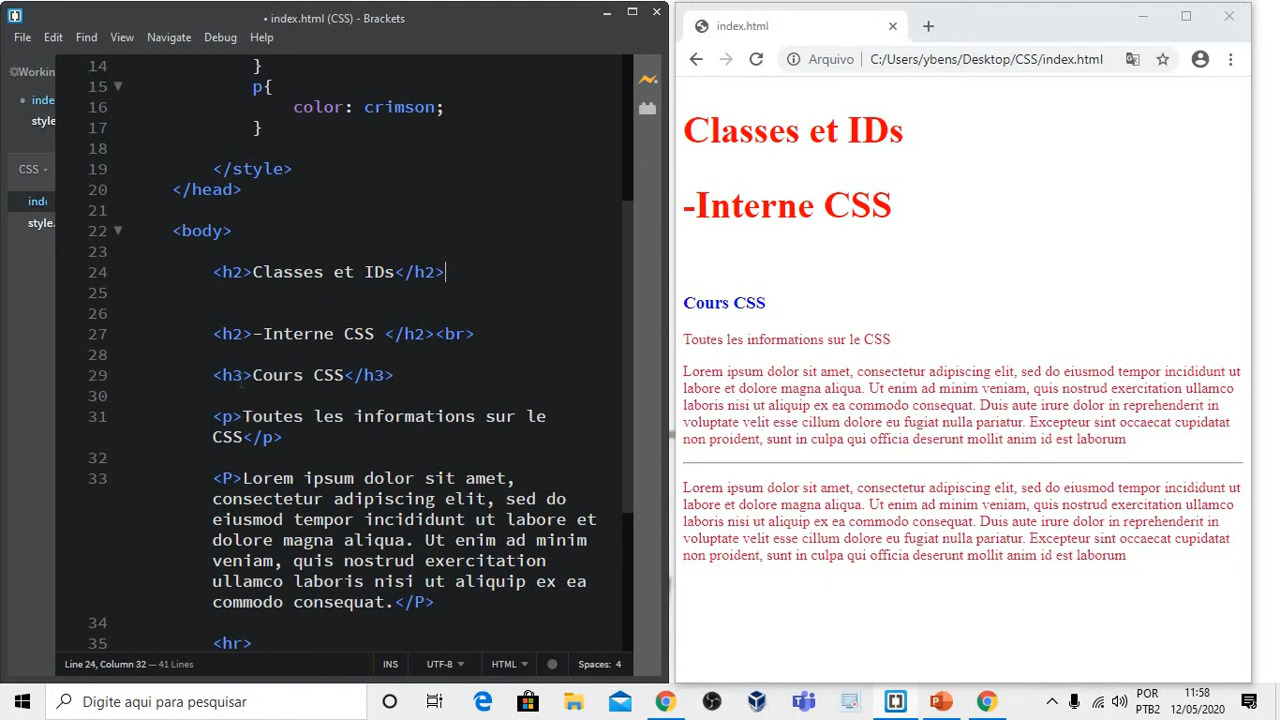 • index.html (CSS) - Brackets
File Edit Find View Navigate Debug Help
Working
• inde
style.
CSS
inde
style.
14 }
15 p{
16 color: crimson;
17 }
18
19 </style>
20 </head>
21
22 <body>
23
24 <h2>Classes et IDs</h2>
25
26
27 <h2>-Interne CSS </h2><br>
28
29 <h3>Cours CSS</h3>
30
31 <p>Toutes les informations sur le
CSS</p>
32
33 <P>Lorem ipsum dolor sit amet,
consectetur adipiscing elit, sed do
eiusmod tempor incididunt ut labore et
dolore magna aliqua. Ut enim ad minim
veniam, quis nostrud exercitation
ullamco laboris nisi ut aliquip ex ea
commodo consequat.</P>
34
35 <hr>
Line 24, Column 32 — 41 Lines INS UTF-8 HTML Spaces: 4
index.html
Arquivo C:/Users/ybens/Desktop/CSS/index.html
Classes et IDs
-Interne CSS
Cours CSS
Toutes les informations sur le CSS
Lorem ipsum dolor sit amet, consectetur adipiscing elit, sed do eiusmod tempor incididunt ut
labore et dolore magna aliqua. Ut enim ad minim veniam, quis nostrud exercitation ullamco
laboris nisi ut aliquip ex ea commodo consequat. Duis aute irure dolor in reprehenderit in
voluptate velit esse cillum dolore eu fugiat nulla pariatur. Excepteur sint occaecat cupidatat
non proident, sunt in culpa qui officia deserunt mollit anim id est laborum
Lorem ipsum dolor sit amet, consectetur adipiscing elit, sed do eiusmod tempor incididunt ut
labore et dolore magna aliqua. Ut enim ad minim veniam, quis nostrud exercitation ullamco
laboris nisi ut aliquip ex ea commodo consequat. Duis aute irure dolor in reprehenderit in
voluptate velit esse cillum dolore eu fugiat nulla pariatur. Excepteur sint occaecat cupidatat
non proident, sunt in culpa qui officia deserunt mollit anim id est laborum
Digite aqui para pesquisar
POR
PTB2
11:58
12/05/2020